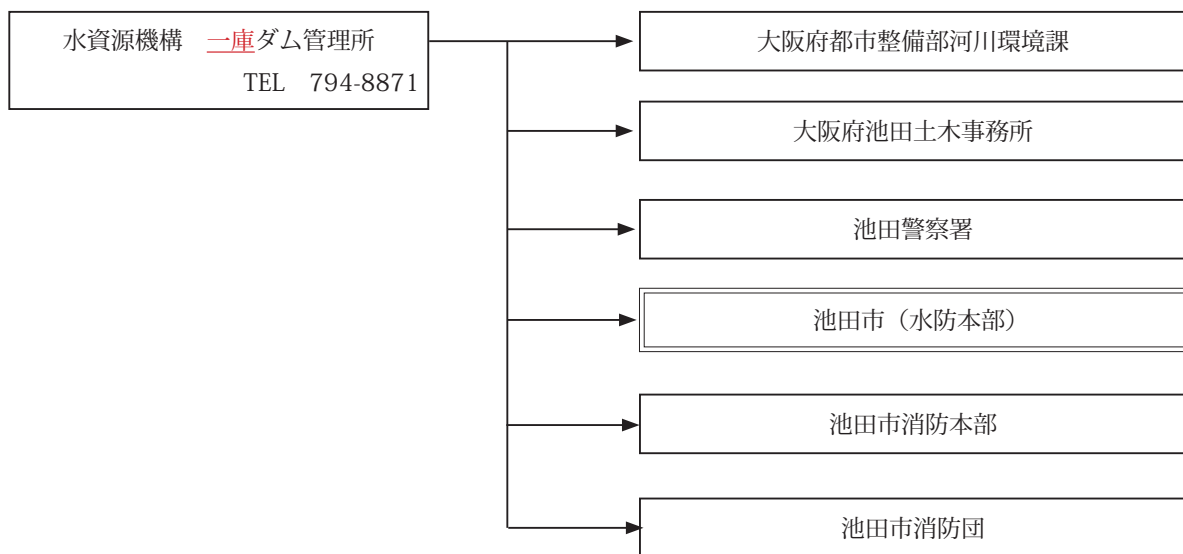 水資源機構　一庫ダム管理所
TEL　794-8871
大阪府都市整備部河川環境課
大阪府池田土木事務所
池田警察署
池田市（水防本部）
池田市消防本部
池田市消防団